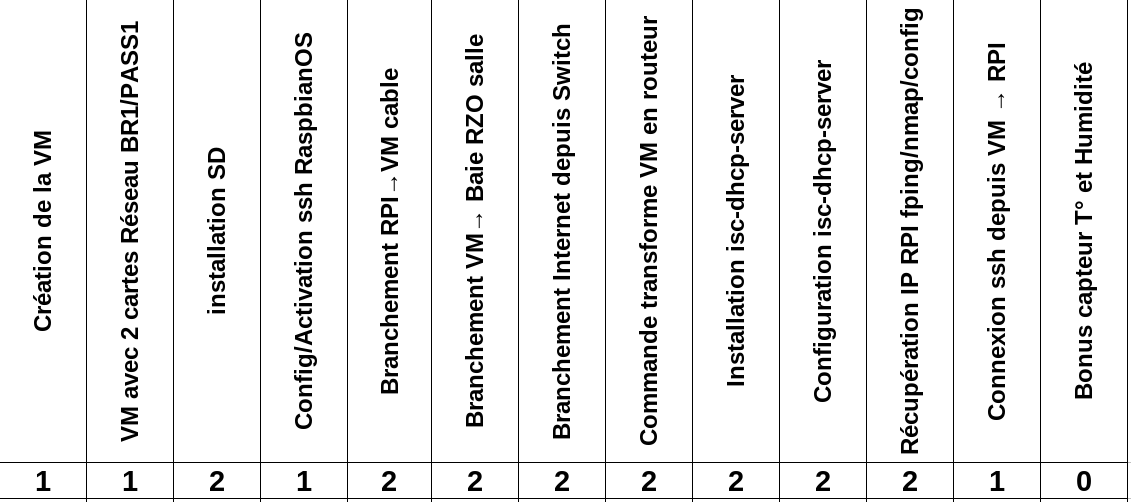 Création de la VM
VM avec 2 cartes Réseau BR1/PASS1
installation SD
Config/Activation ssh RaspbianOS
Branchement RPI→VM cable
Branchement VM→ Baie RZO salle
Branchement Internet depuis Switch
Commande transforme VM en routeur
Installation isc-dhcp-server
Configuration isc-dhcp-server
Récupération IP RPI fping/nmap/config
Connexion ssh depuis VM → RPI
Bonus capteur T° et Humidité
1 1 2 1 2 2 2 2 2 2 2 1 0